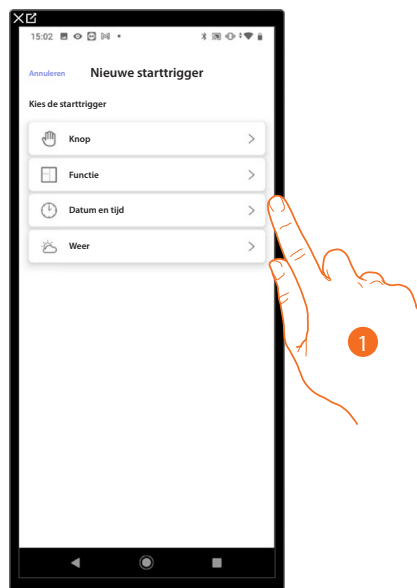 15:02
Annuleren Nieuwe starttrigger
Kies de starttrigger
Knop
Functie
Datum en tijd
Weer
1